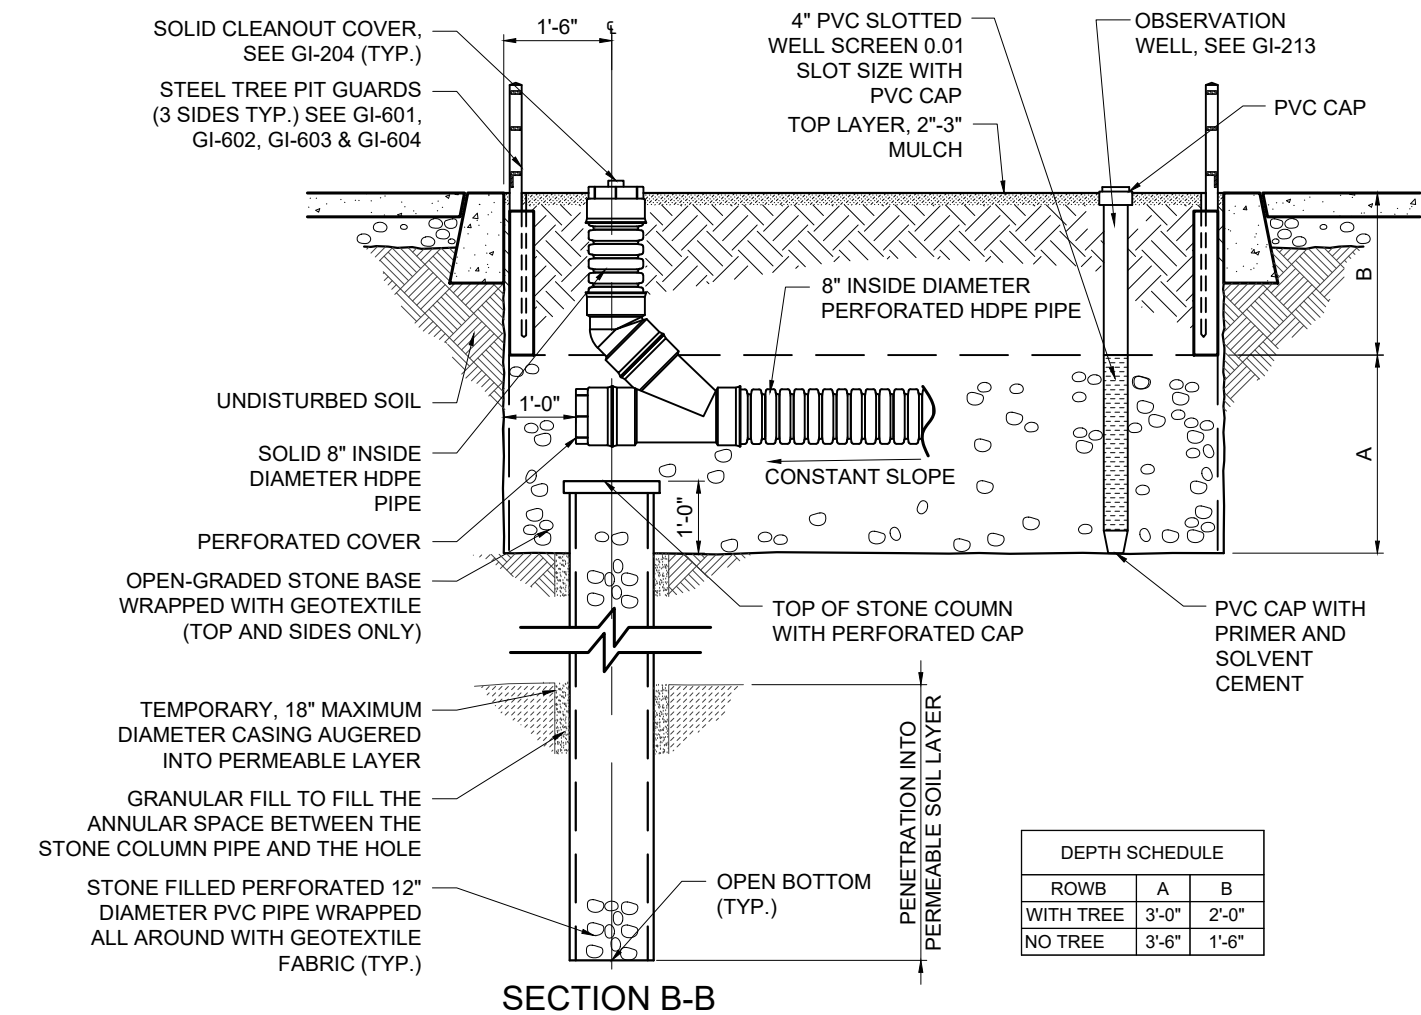 SOLID CLEANOUT COVER,
SEE GI-204 (TYP.)
STEEL TREE PIT GUARDS
(3 SIDES TYP.) SEE GI-601,
GI-602, GI-603 & GI-604
1'-6"
℄
4" PVC SLOTTED
WELL SCREEN 0.01
SLOT SIZE WITH
PVC CAP
TOP LAYER, 2"-3"
MULCH
OBSERVATION
WELL, SEE GI-213
PVC CAP
8" INSIDE DIAMETER
PERFORATED HDPE PIPE
B
A
UNDISTURBED SOIL
1'-0"
SOLID 8" INSIDE
DIAMETER HDPE
PIPE
CONSTANT SLOPE
1'-0"
PERFORATED COVER
OPEN-GRADED STONE BASE
WRAPPED WITH GEOTEXTILE
(TOP AND SIDES ONLY)
TOP OF STONE COUMN
WITH PERFORATED CAP
PVC CAP WITH
PRIMER AND
SOLVENT
CEMENT
TEMPORARY, 18" MAXIMUM
DIAMETER CASING AUGERED
INTO PERMEABLE LAYER
GRANULAR FILL TO FILL THE
ANNULAR SPACE BETWEEN THE
STONE COLUMN PIPE AND THE HOLE
STONE FILLED PERFORATED 12"
DIAMETER PVC PIPE WRAPPED
ALL AROUND WITH GEOTEXTILE
FABRIC (TYP.)
OPEN BOTTOM
(TYP.)
PENETRATION INTO
PERMEABLE SOIL LAYER
DEPTH SCHEDULE
ROWB A B
WITH TREE 3'-0" 2'-0"
NO TREE 3'-6" 1'-6"
SECTION B-B